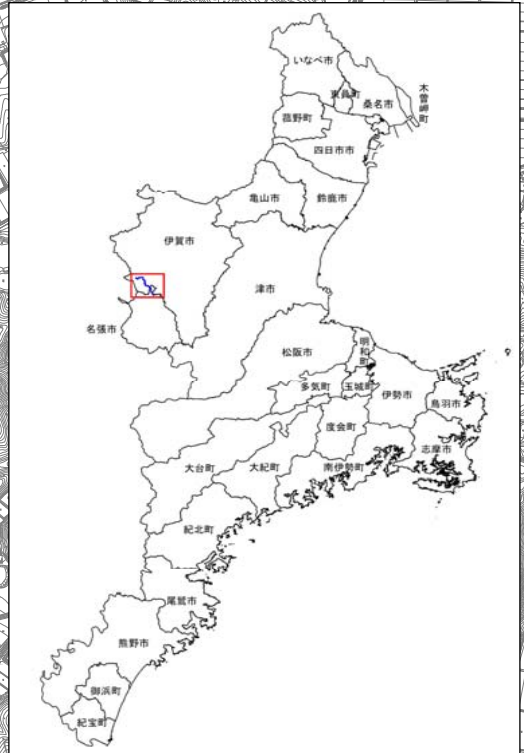 いなべ市
東員町
桑名市
木曽岬町
菰野町
四日市市
亀山市
鈴鹿市
伊賀市
津市
名張市
松阪市
明和町
多気町
玉城町
伊勢市
鳥羽市
度会町
志摩市
大台町
大紀町
南伊勢町
紀北町
尾鷲市
熊野市
御浜町
紀宝町